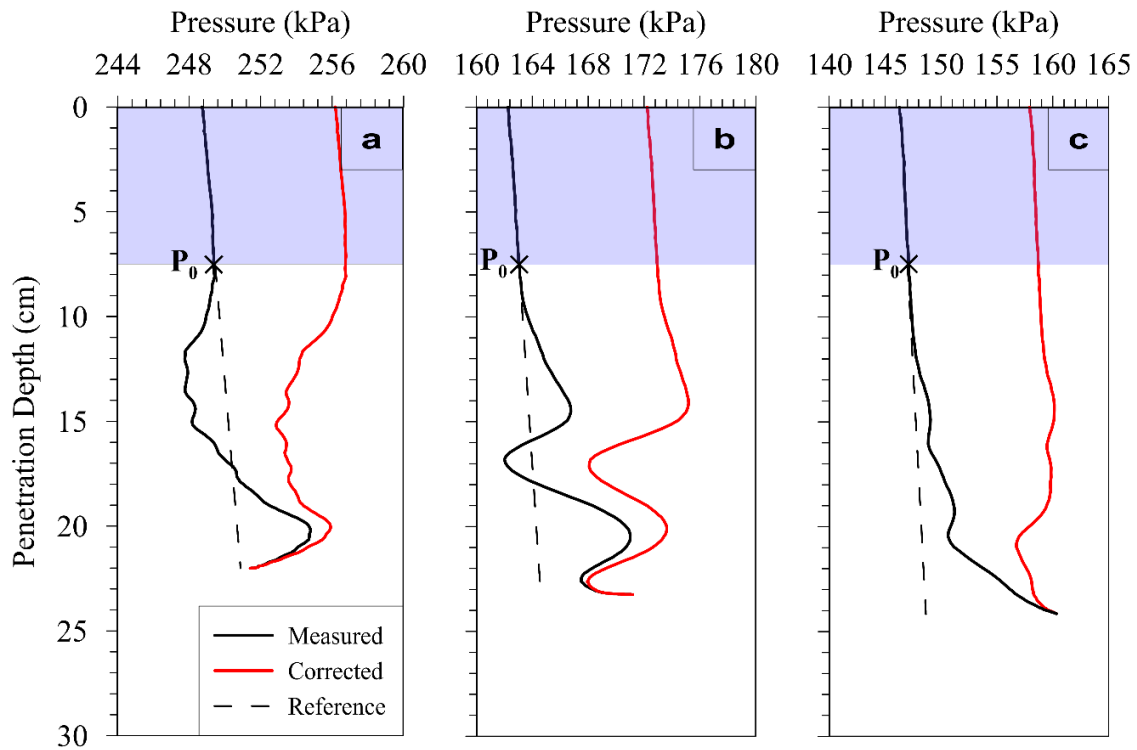 Pressure (kPa) Pressure (kPa) Pressure (kPa)
244 248 252 256 260 160 164 168 172 176 180 140 145 150 155 160 165
0
a b c
5
P0 P0 P0
10
15
Penetration Depth (cm)
20
25
30
Measured
Corrected
Reference